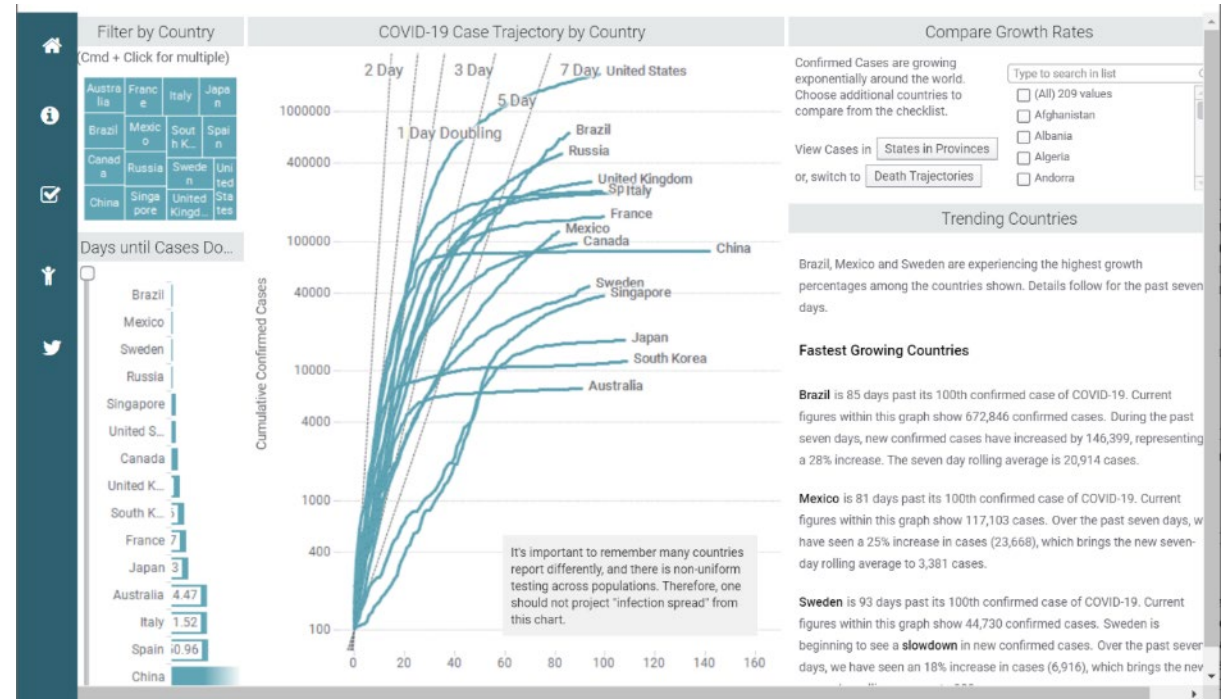 Filter by Country
(Cmd + Click for multiple)
Austra
lia
Franc
e
Italy
Japa
n
Brazil
Mexic
o
Sout
h K...
Spai
n
Canad
a
Russia
Swede
n
Uni
ted
Sta
tes
China
Singa
pore
United
Kingd...
Days until Cases Do...
Brazil
Mexico
Sweden
Russia
Singapore
United S...
Canada
United K...
South K...
France 7
Japan 3
Australia 4.47
Italy 1.52
Spain 50.96
China
COVID-19 Case Trajectory by Country
2 Day
3 Day
7 Day
United States
5 Day
1 Day Doubling
Brazil
Russia
United Kingdom
Sp
Italy
France
Mexico
Canada
China
Sweden
Singapore
Japan
South Korea
Australia
Cumulative Confirmed Cases
1000000
400000
100000
40000
10000
4000
1000
400
100
0 20 40 60 80 100 120 140 160
It's important to remember many countries
report differently, and there is non-uniform
testing across populations. Therefore, one
should not project "infection spread" from
this chart.
Compare Growth Rates
Confirmed Cases are growing
exponentially around the world.
Choose additional countries to
compare from the checklist.
View Cases in States in Provinces
or, switch to Death Trajectories
Type to search in list
(All) 209 values
Afghanistan
Albania
Algeria
Andorra
Trending Countries
Brazil, Mexico and Sweden are experiencing the highest growth
percentages among the countries shown. Details follow for the past seven
days.
Fastest Growing Countries
Brazil is 85 days past its 100th confirmed case of COVID-19. Current
figures within this graph show 672,846 confirmed cases. During the past
seven days, new confirmed cases have increased by 146,399, representing
a 28% increase. The seven day rolling average is 20,914 cases.
Mexico is 81 days past its 100th confirmed case of COVID-19. Current
figures within this graph show 117,103 cases. Over the past seven days, w
have seen a 25% increase in cases (23,668), which brings the new seven-
day rolling average to 3,381 cases.
Sweden is 93 days past its 100th confirmed case of COVID-19. Current
figures within this graph show 44,730 cases. Sweden is
beginning to see a slowdown in new confirmed cases. Over the past seven
days, we have seen an 18% increase in cases (6,916), which brings the new